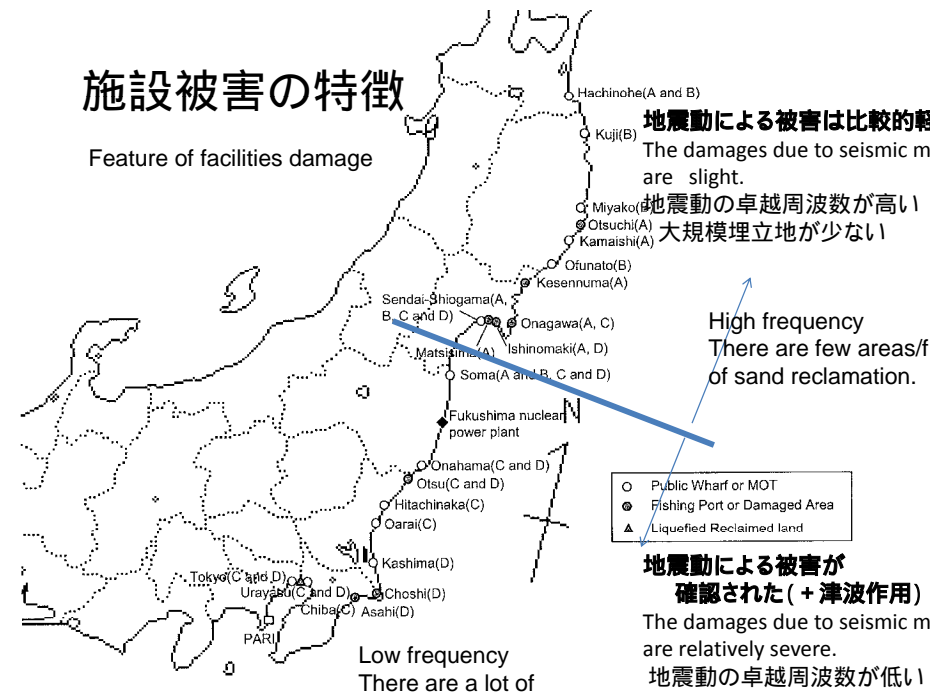 施設被害の特徴
Feature of facilities damage
Hachinohe(A and B)
地震動による被害は比較的軽
Kuji(B)
The damages due to seismic m
are slight.
Miyako(B)
地震動の卓越周波数が高い
Otsuchi(A)
Kamaishi(A)
大規模埋立地が少ない
Ofunato(B)
Kesennuma(A)
Sendai-Shiogama(A,
B, C and D)
Onagawa(A, C)
Ishinomaki(A, D)
Matsisima(A)
High frequency
There are few areas/f
of sand reclamation.
Soma(A and B, C and D)
N
Fukushima nuclear
power plant
Onahama(C and D)
Otsu(C and D)
Hitachinaka(C)
Oarai(C)
Public Wharf or MOT
Fishing Port or Damaged Area
Liquefied Reclaimed land
Kashima(D)
Tokyo(C and D)
Urayasu(C and D)
Choshi(D)
Chiba(C)
Asahi(D)
PARI
地震動による被害が
確認された(+津波作用)
The damages due to seismic m
are relatively severe.
地震動の卓越周波数が低い
Low frequency
There are a lot of